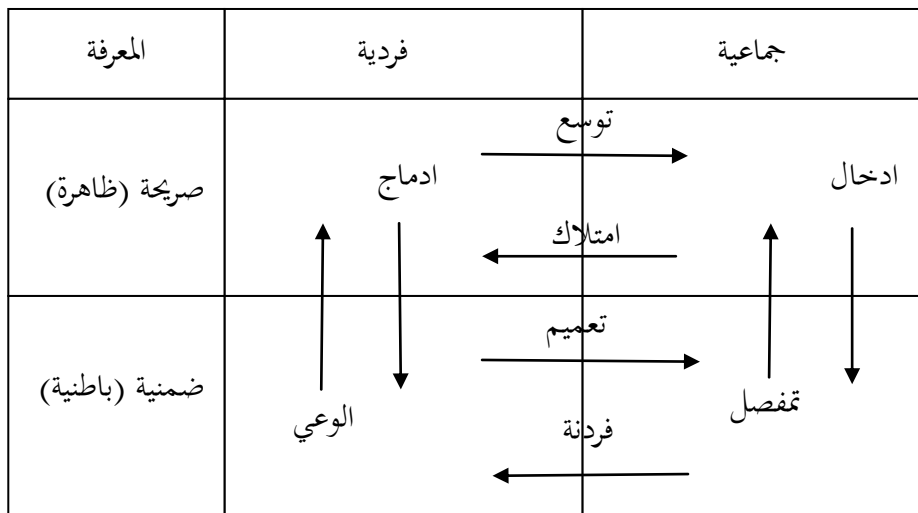 المعرفة
فردية
جماعية
صريحة (ظاهرة)
توسع
ادماج
ادخال
امتلاك
ضمنية (باطنية)
تعميم
الوعي
تمفصل
فردنة